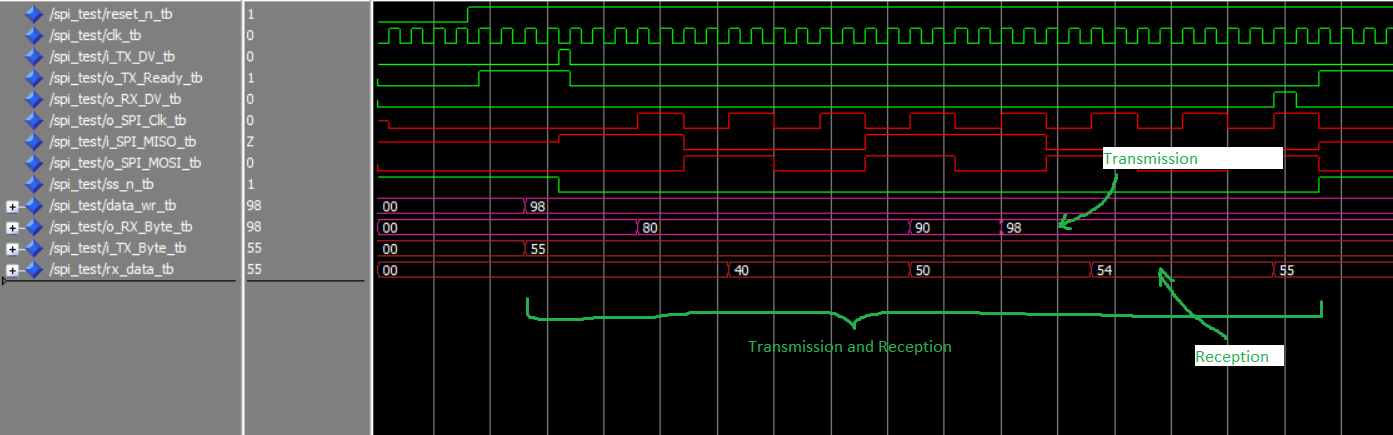 /spi_test/reset_n_tb 1
/spi_test/clk_tb 0
/spi_test/i_TX_DV_tb 0
/spi_test/o_TX_Ready_tb 1
/spi_test/o_RX_DV_tb 0
/spi_test/o_SPI_Clk_tb 0
/spi_test/i_SPI_MISO_tb Z
/spi_test/o_SPI_MOSI_tb 0
Transmission
/spi_test/ss_n_tb 1
/spi_test/data_wr_tb 98 00 98
/spi_test/o_RX_Byte_tb 98 00 80 90 98
/spi_test/i_TX_Byte_tb 55 00 55
/spi_test/rx_data_tb 55 00 40 50 54 55
Transmission and Reception
Reception